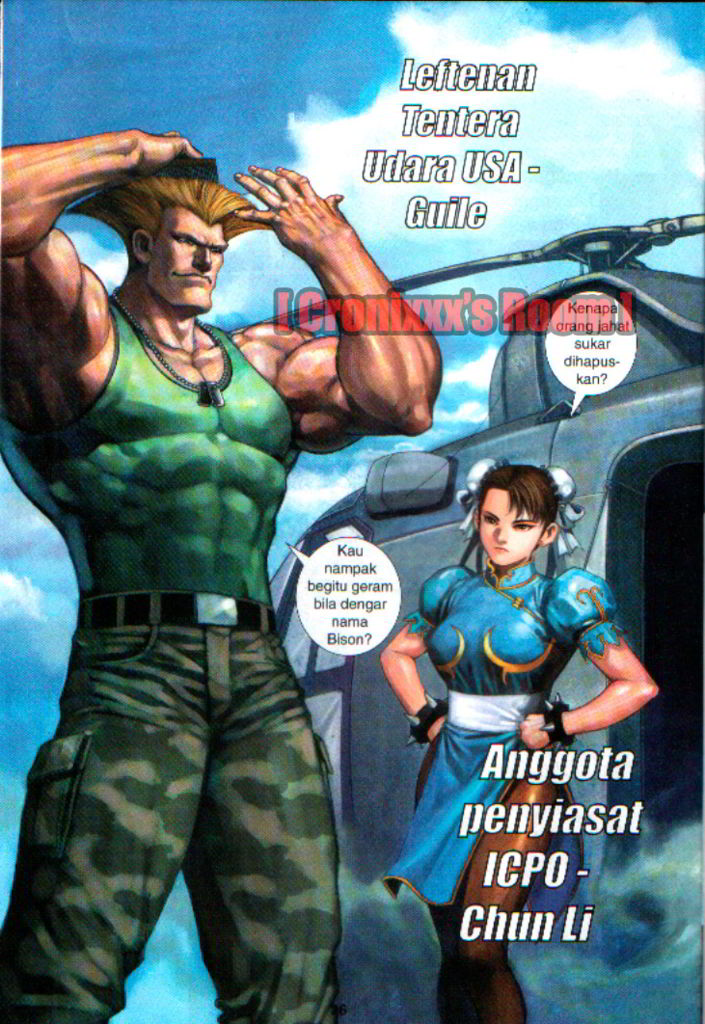 Leftenan
Tentera
Udara USA -
Guile
[Cronixxx's Room]
Kenapa
orang jahat
sukar
dihapus-
kan?
Kau
nampak
begitu geram
bila dengar
nama
Bison?
Anggota
penyiasat
ICPO -
Chun Li